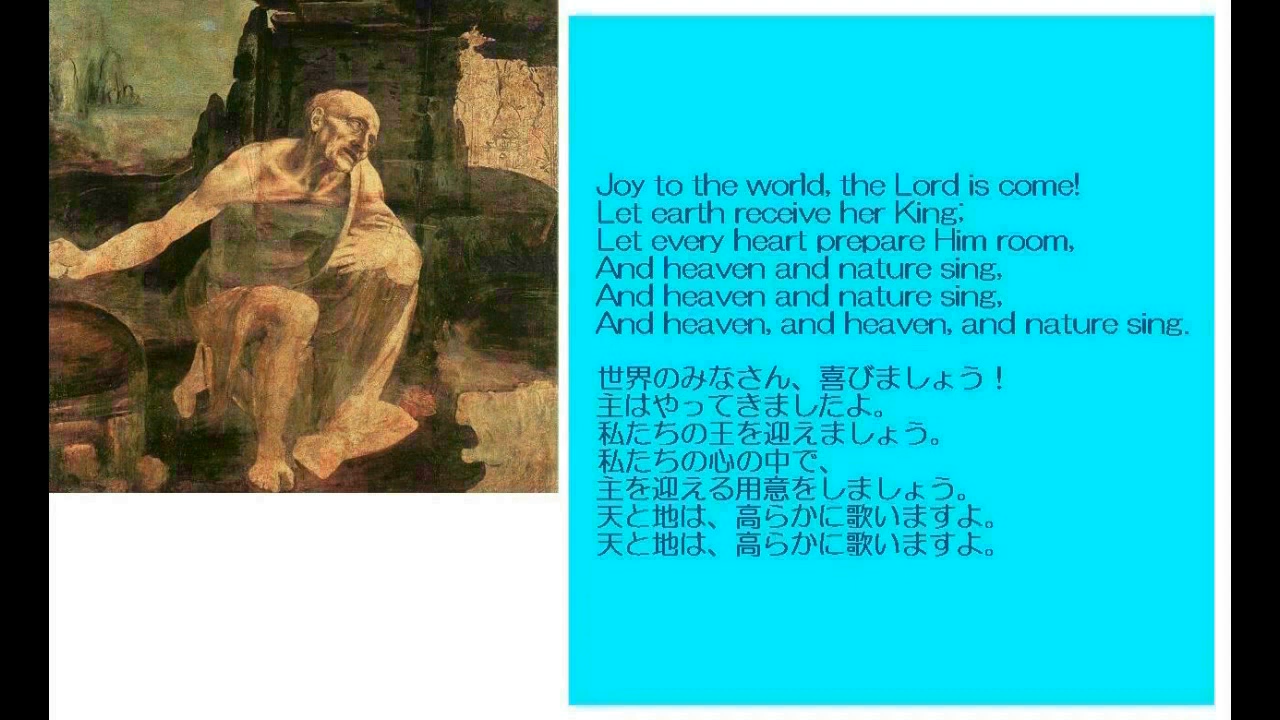 Joy to the world, the Lord is come!
Let earth receive her King;
Let every heart prepare Him room,
And heaven and nature sing,
And heaven and nature sing,
And heaven, and heaven, and nature sing.
世界のみなさん、喜びましょう！
主はやってきましたよ。
私たちの王を迎えましょう。
私たちの心の中で、
主を迎える用意をしましょう。
天と地は、高らかに歌いますよ。
天と地は、高らかに歌いますよ。